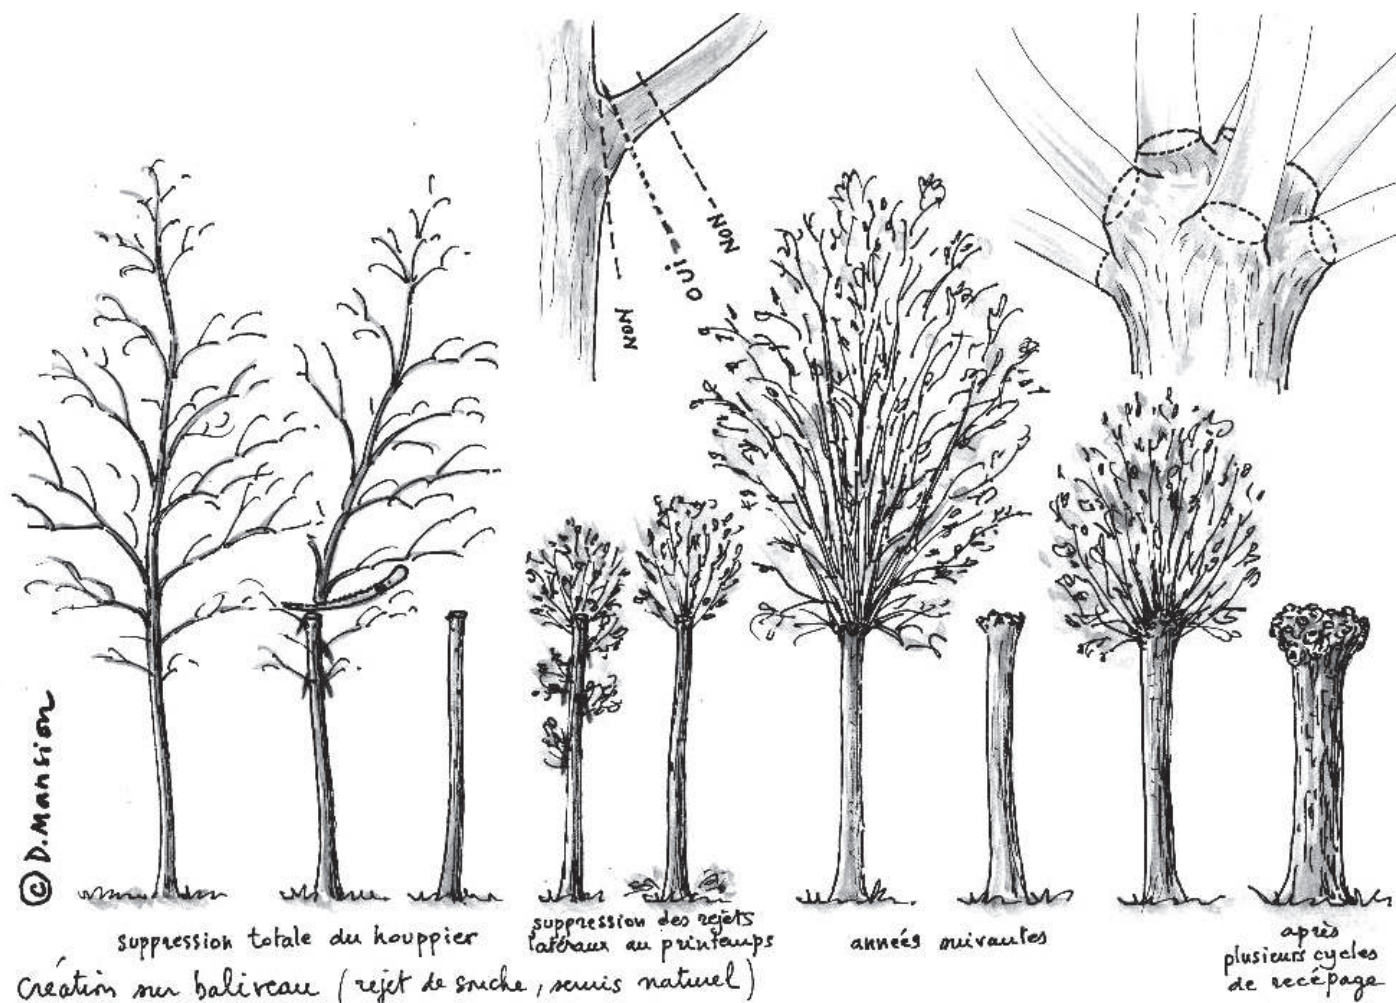 NON
OUI
NON
© D. Mansion
suppression totale du houppier
suppression des rejets
latéraux au printemps
années suivantes
après
plusieurs cycles
de recépage
Création sur baliveau (rejet de souche, semis naturel)